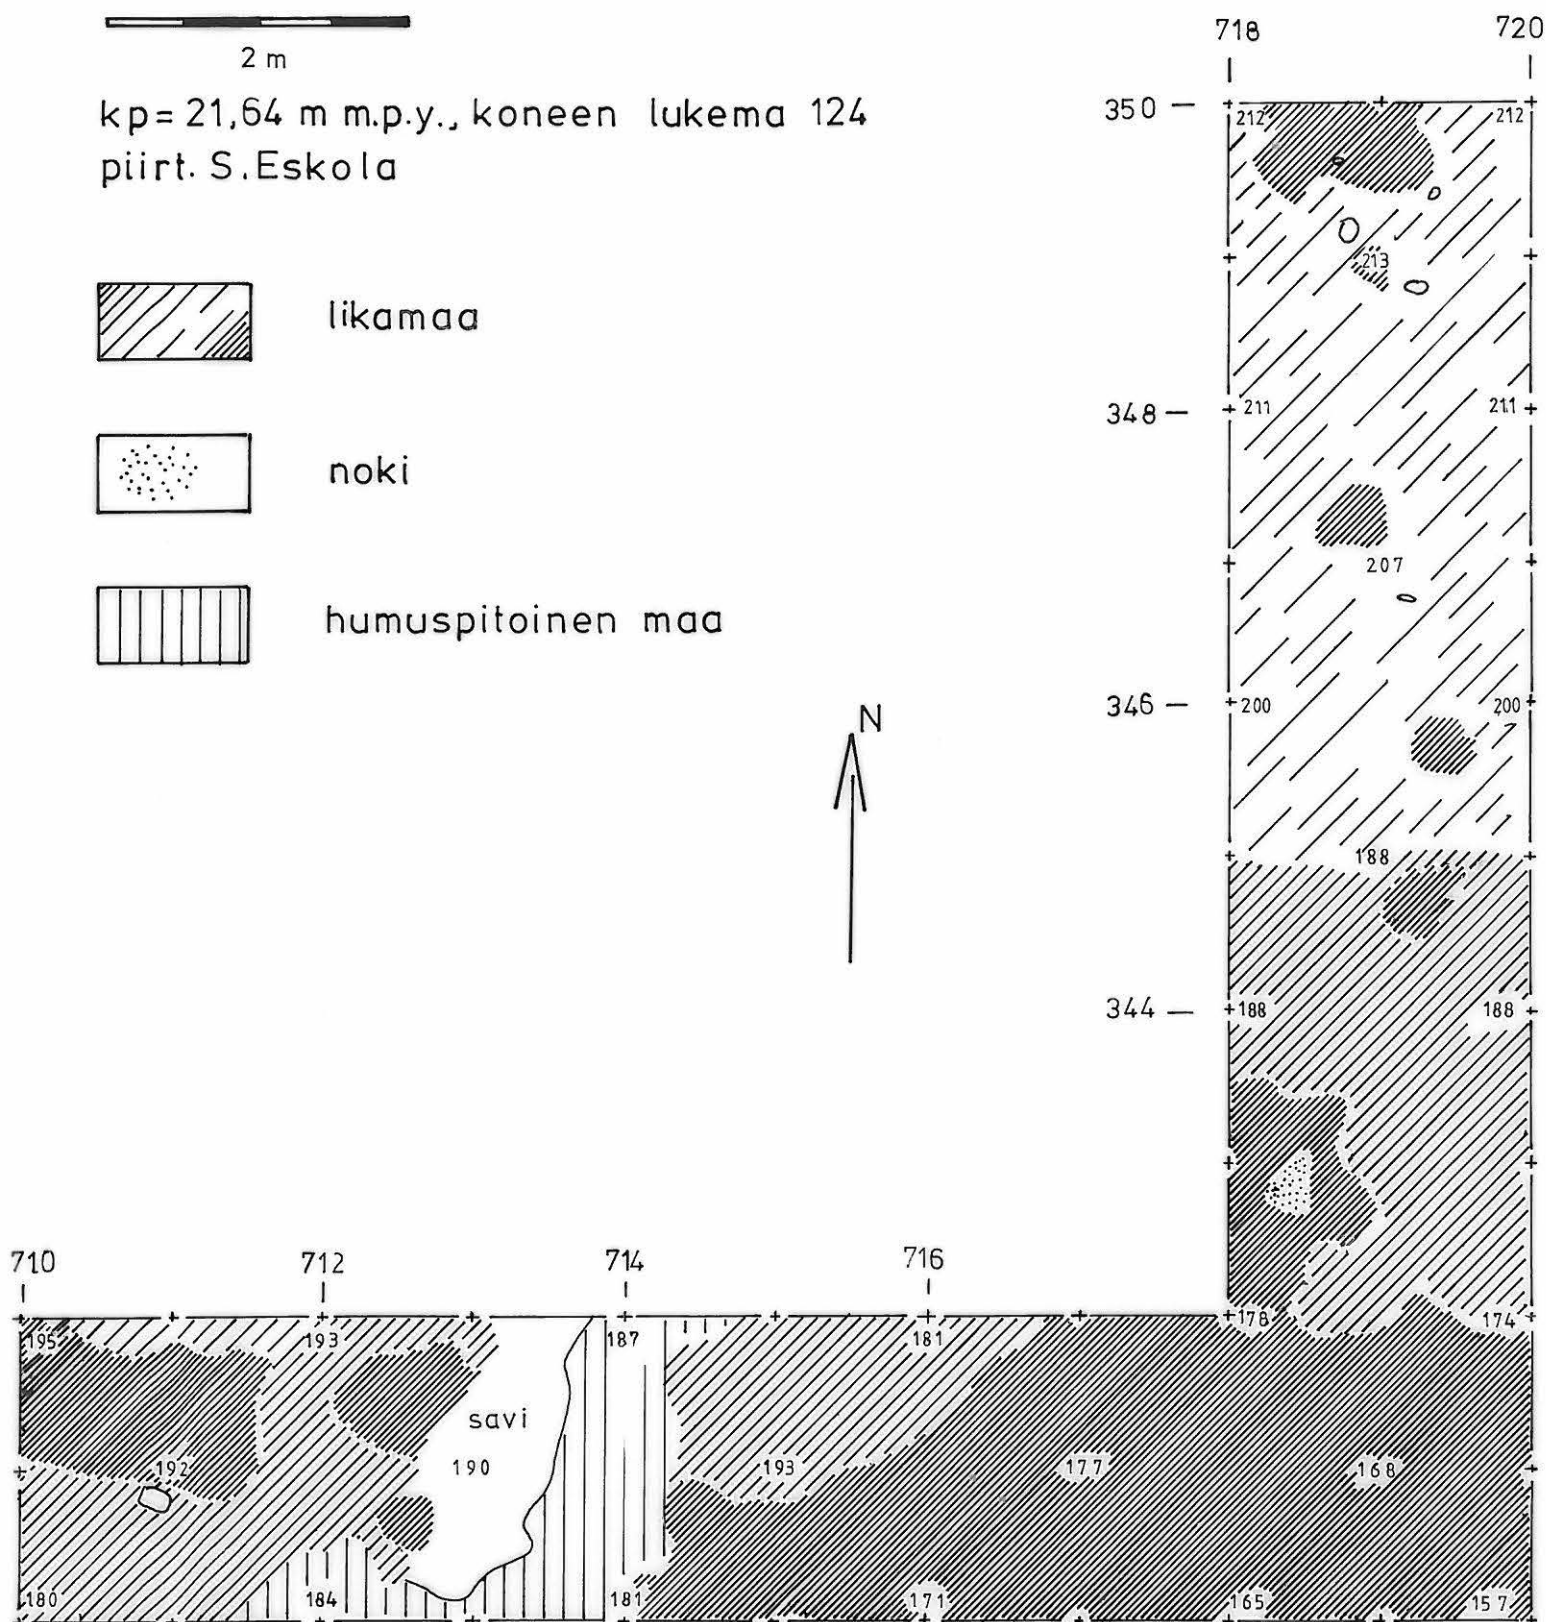 2 m
kp= 21,64 m m.p.y., koneen lukema 124
piirt. S.Eskola
likamaa
noki
humuspitoinen maa
N
718 720
350
212 212
213
348
211 211
207
346
200 200
188
344
188 188
710 712 714 716
195 193 187 181 178 174
savi
192 190 193 177 168
180 184 181 171 165 157